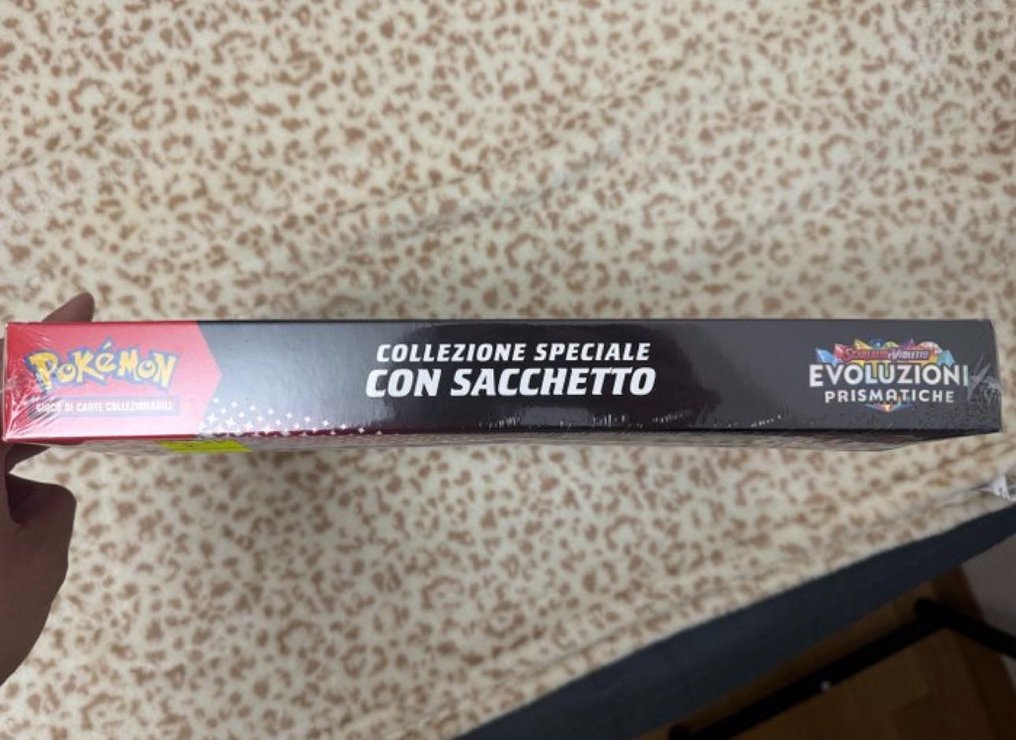 POKéMON
GIOCO DI CARTE COLLEZIONABILI
COLLEZIONE SPECIALE
CON SACCHETTO
SCARLATTO e VIOLETTO
EVOLUZIONI
PRISMATICHE